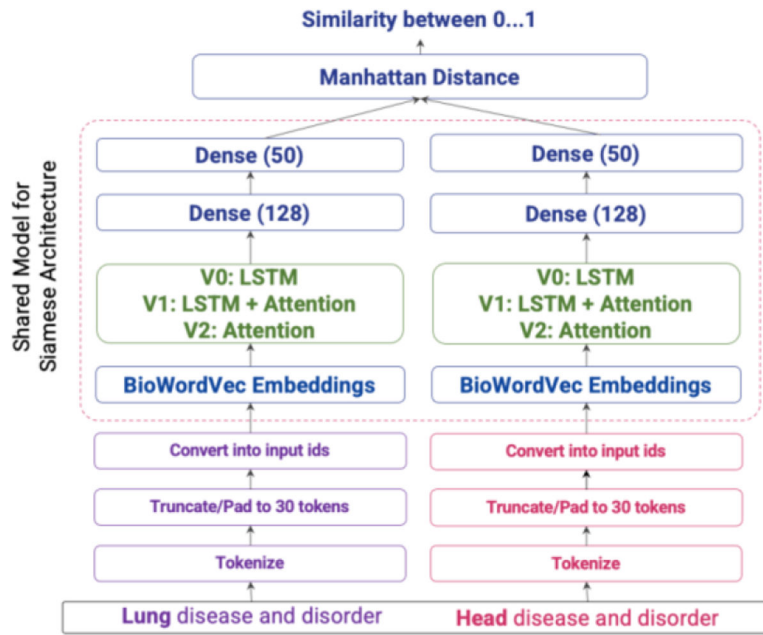 Similarity between 0...1
Manhattan Distance
Shared Model for
Siamese Architecture
Dense (50)
Dense (50)
Dense (128)
Dense (128)
V0: LSTM
V1: LSTM + Attention
V2: Attention
V0: LSTM
V1: LSTM + Attention
V2: Attention
BioWordVec Embeddings
BioWordVec Embeddings
Convert into input ids
Convert into input ids
Truncate/Pad to 30 tokens
Truncate/Pad to 30 tokens
Tokenize
Tokenize
Lung disease and disorder
Head disease and disorder